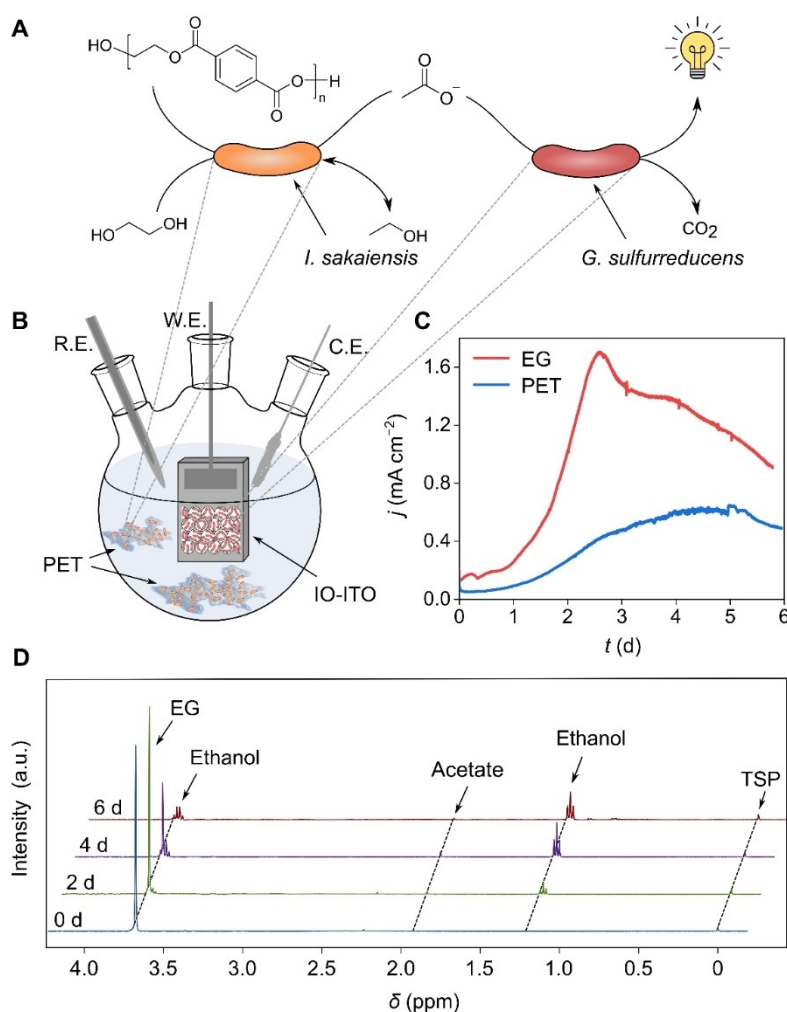 A
HO
O
O
O
O
H
n
O
O
−
HO
OH
OH
CO2
I. sakaiensis
G. sulfurreducens
B
W.E.
R.E.
C.E.
PET
IO-ITO
C
EG
PET
j (mA cm−2)
1.6
1.2
0.6
0.4
0.0
0 1 2 3 4 5 6
t (d)
D
Intensity (a.u.)
EG
Ethanol
Acetate
Ethanol
TSP
6 d
4 d
2 d
0 d
4.0 3.5 3.0 2.5 2.0 1.5 1.0 0.5 0
δ (ppm)